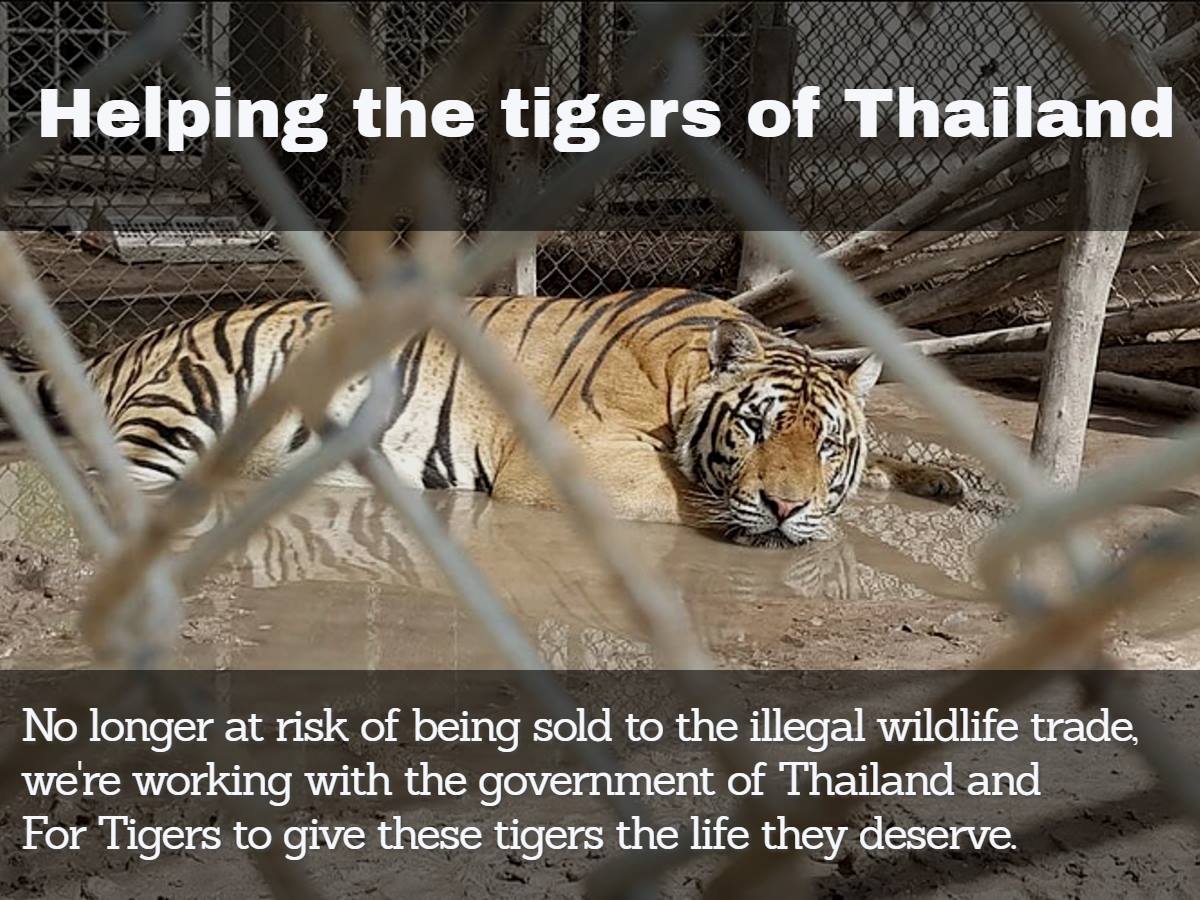 Helping the tigers of Thailand
No longer at risk of being sold to the illegal wildlife trade,
we're working with the government of Thailand and
For Tigers to give these tigers the life they deserve.